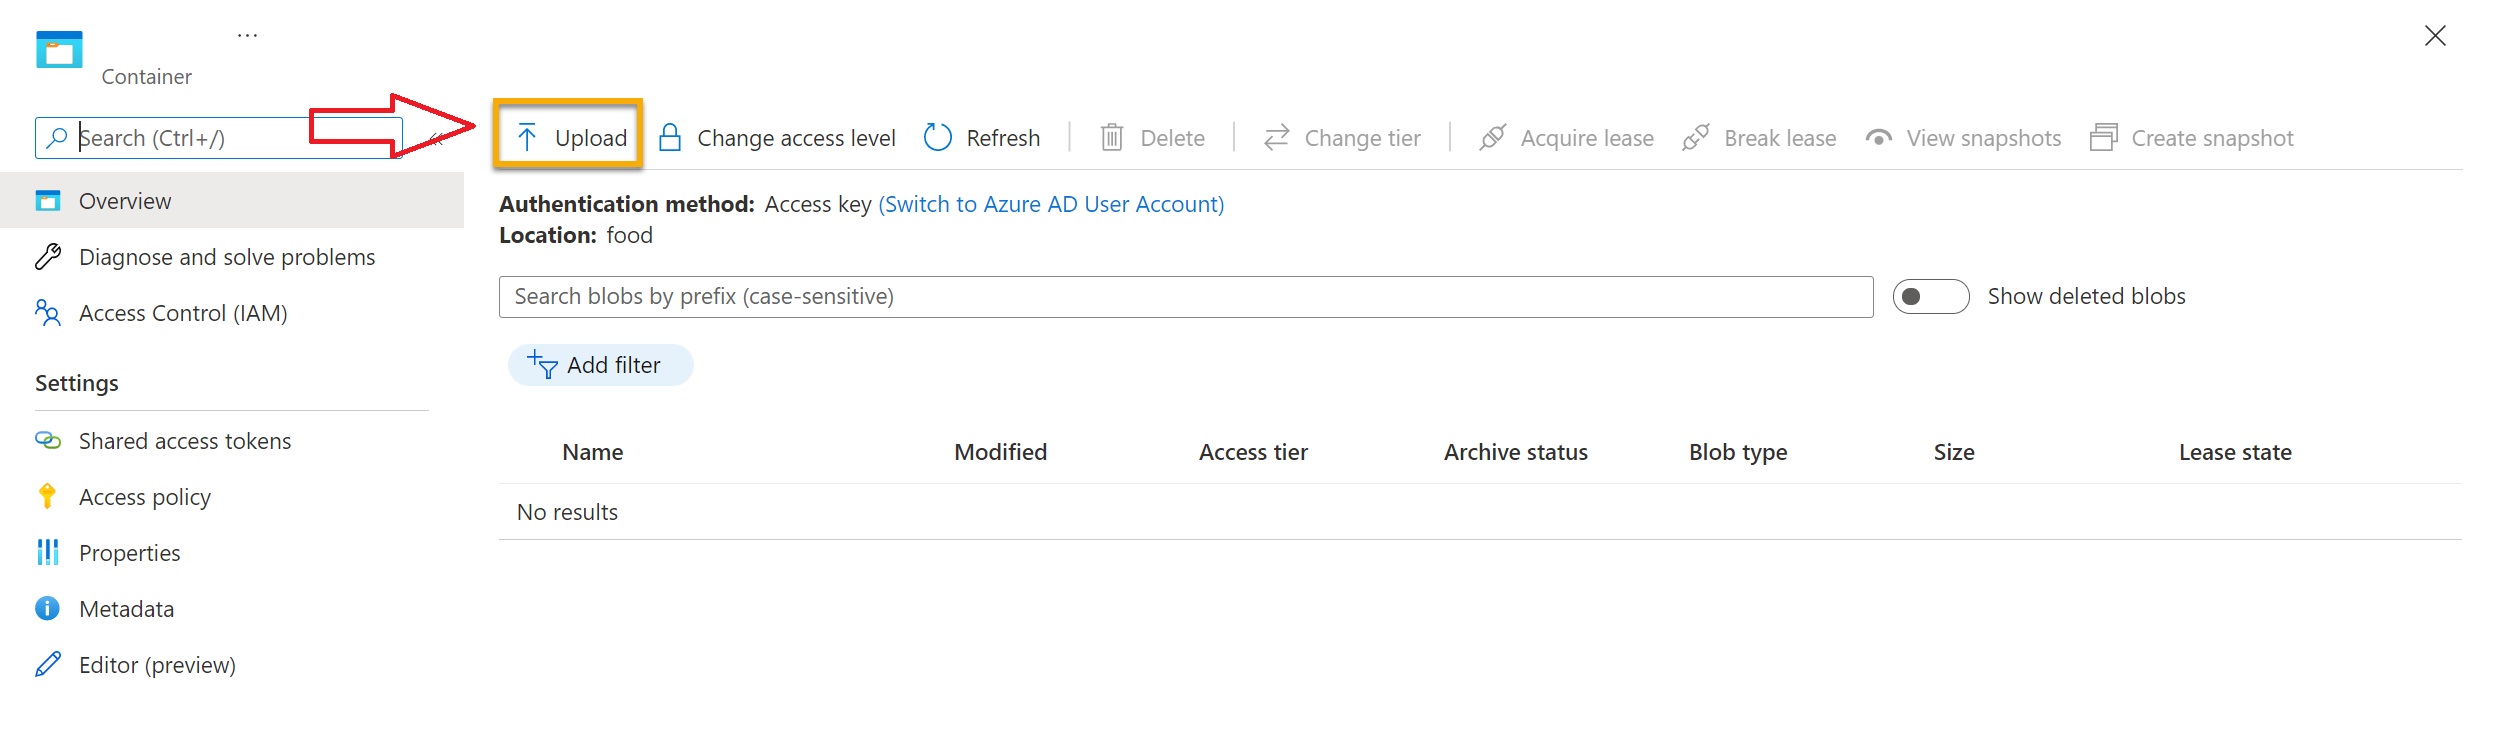 ...
Container
Search (Ctrl+/)
«
Upload
Change access level
Refresh
Delete
Change tier
Acquire lease
Break lease
View snapshots
Create snapshot
Overview
Diagnose and solve problems
Access Control (IAM)
Settings
Shared access tokens
Access policy
Properties
Metadata
Editor (preview)
Authentication method: Access key (Switch to Azure AD User Account)
Location: food
Search blobs by prefix (case-sensitive)
Show deleted blobs
Add filter
Name Modified Access tier Archive status Blob type Size Lease state
No results